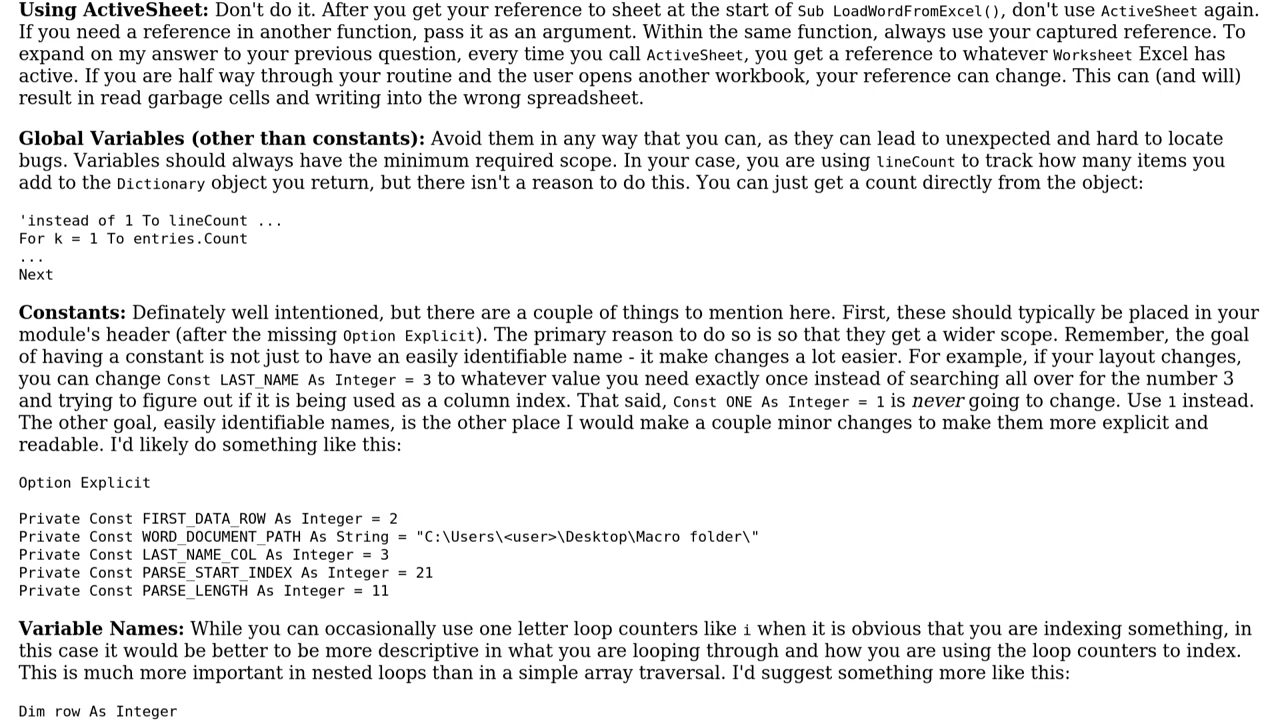 Using ActiveSheet: Don't do it. After you get your reference to sheet at the start of Sub LoadWordFromExcel(), don't use ActiveSheet again.
If you need a reference in another function, pass it as an argument. Within the same function, always use your captured reference. To
expand on my answer to your previous question, every time you call ActiveSheet, you get a reference to whatever Worksheet Excel has
active. If you are half way through your routine and the user opens another workbook, your reference can change. This can (and will)
result in read garbage cells and writing into the wrong spreadsheet.
Global Variables (other than constants): Avoid them in any way that you can, as they can lead to unexpected and hard to locate
bugs. Variables should always have the minimum required scope. In your case, you are using lineCount to track how many items you
add to the Dictionary object you return, but there isn't a reason to do this. You can just get a count directly from the object:
'instead of 1 To lineCount ...
For k = 1 To entries.Count
...
Next
Constants: Definately well intentioned, but there are a couple of things to mention here. First, these should typically be placed in your
module's header (after the missing Option Explicit). The primary reason to do so is so that they get a wider scope. Remember, the goal
of having a constant is not just to have an easily identifiable name - it make changes a lot easier. For example, if your layout changes,
you can change Const LAST_NAME As Integer = 3 to whatever value you need exactly once instead of searching all over for the number 3
and trying to figure out if it is being used as a column index. That said, Const ONE As Integer = 1 is never going to change. Use 1 instead.
The other goal, easily identifiable names, is the other place I would make a couple minor changes to make them more explicit and
readable. I'd likely do something like this:
Option Explicit
Private Const FIRST_DATA_ROW As Integer = 2
Private Const WORD_DOCUMENT_PATH As String = "C:\Users\<user>\Desktop\Macro folder\"
Private Const LAST_NAME_COL As Integer = 3
Private Const PARSE_START_INDEX As Integer = 21
Private Const PARSE_LENGTH As Integer = 11
Variable Names: While you can occasionally use one letter loop counters like i when it is obvious that you are indexing something, in
this case it would be better to be more descriptive in what you are looping through and how you are using the loop counters to index.
This is much more important in nested loops than in a simple array traversal. I'd suggest something more like this:
Dim row As Integer